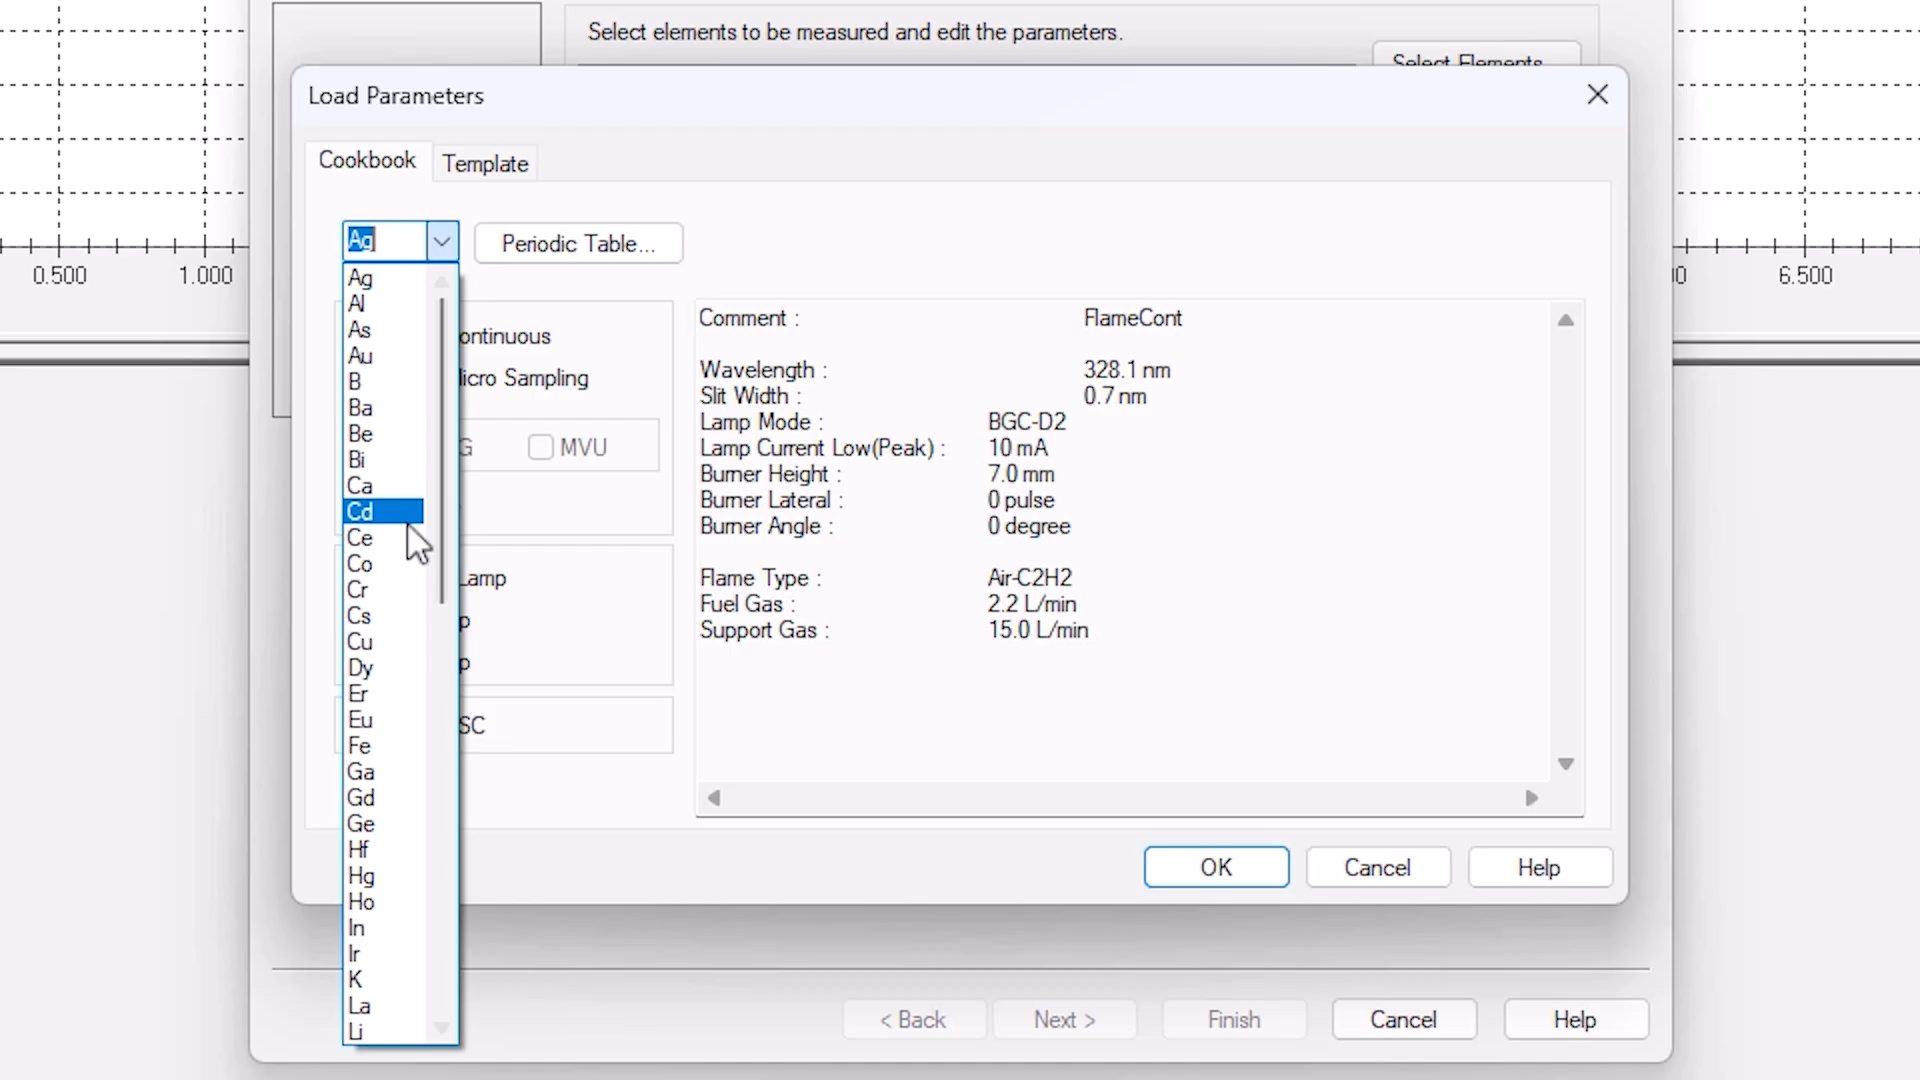 Select elements to be measured and edit the parameters.
Select Elements...
Load Parameters
Cookbook
Template
Ag
Periodic Table...
0.500
1.000
6.500
Ag
Al
As
Au
B
Ba
Be
Bi
Ca
Cd
Ce
Co
Cr
Cs
Cu
Dy
Er
Eu
Fe
Ga
Gd
Ge
Hf
Hg
Ho
In
Ir
K
La
Li
ontinuous
icro Sampling
G
MVU
Lamp
p
p
SC
Comment : FlameCont
Wavelength : 328.1 nm
Slit Width : 0.7 nm
Lamp Mode : BGC-D2
Lamp Current Low(Peak) : 10 mA
Burner Height : 7.0 mm
Burner Lateral : 0 pulse
Burner Angle : 0 degree
Flame Type : Air-C2H2
Fuel Gas : 2.2 L/min
Support Gas : 15.0 L/min
OK
Cancel
Help
< Back
Next >
Finish
Cancel
Help